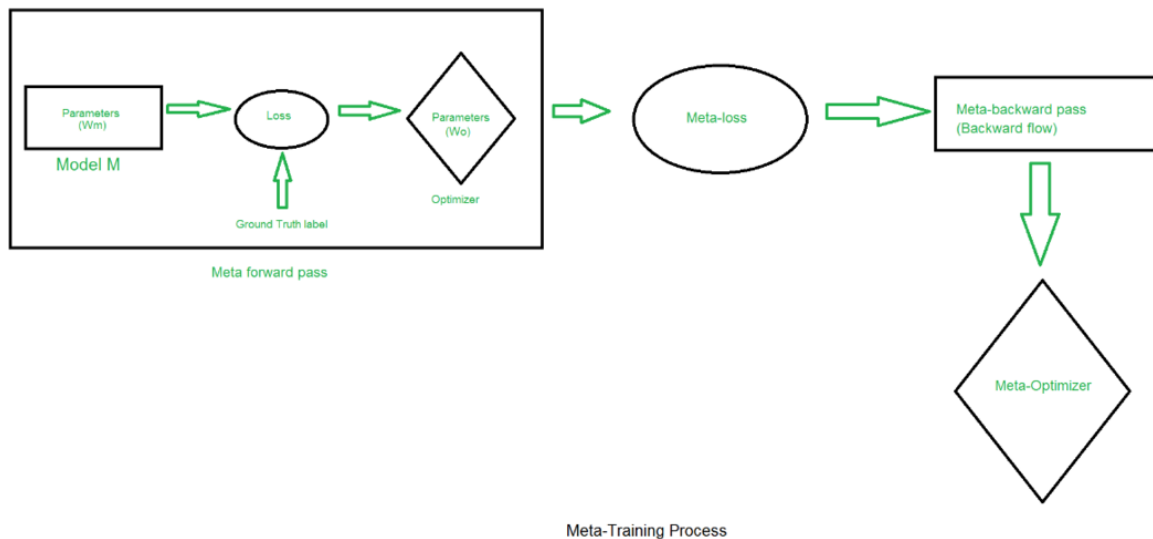 Parameters
(Wm)
Model M
Loss
Ground Truth label
Parameters
(Wo)
Optimizer
Meta forward pass
Meta-loss
Meta-backward pass
(Backward flow)
Meta-Optimizer
Meta-Training Process